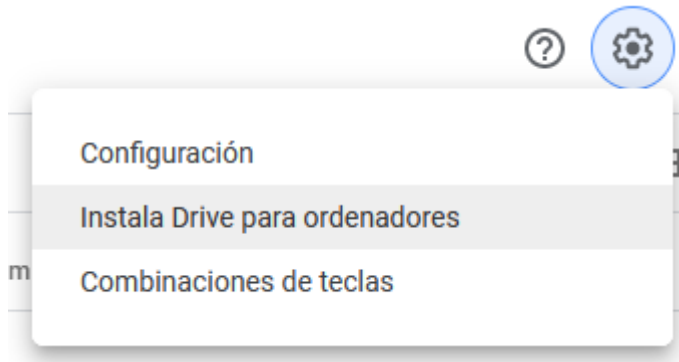 Configuración
Instala Drive para ordenadores
m
Combinaciones de teclas